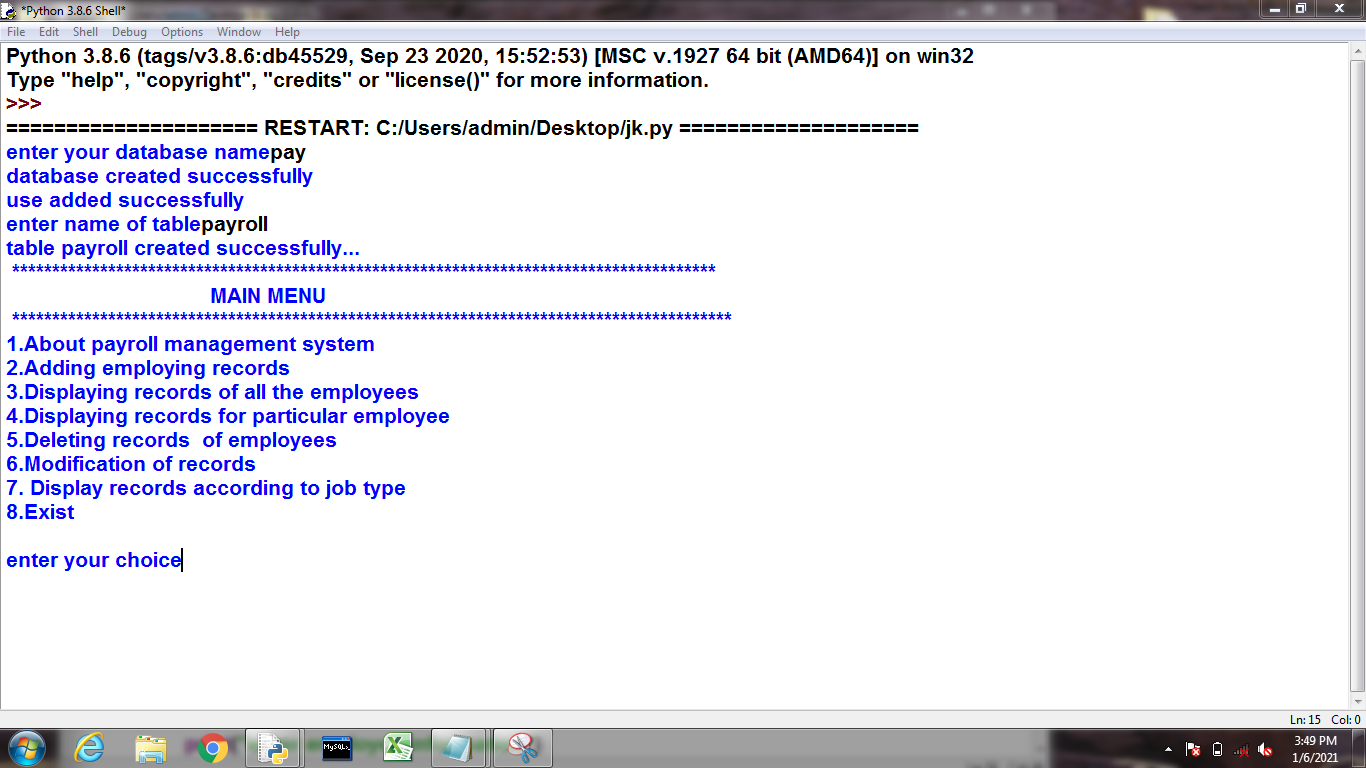 *Python 3.8.6 Shell*
File Edit Shell Debug Options Window Help
Python 3.8.6 (tags/v3.8.6:db45529, Sep 23 2020, 15:52:53) [MSC v.1927 64 bit (AMD64)] on win32
Type "help", "copyright", "credits" or "license()" for more information.
>>>
===================== RESTART: C:/Users/admin/Desktop/jk.py ====================
enter your database namepay
database created successfully
use added successfully
enter name of tablepayroll
table payroll created successfully...
****************************************************************************************
MAIN MENU
******************************************************************************************
1.About payroll management system
2.Adding employing records
3.Displaying records of all the employees
4.Displaying records for particular employee
5.Deleting records  of employees
6.Modification of records
7. Display records according to job type
8.Exist
enter your choice
Ln: 15 Col: 0
MySQL
3:49 PM
1/6/2021